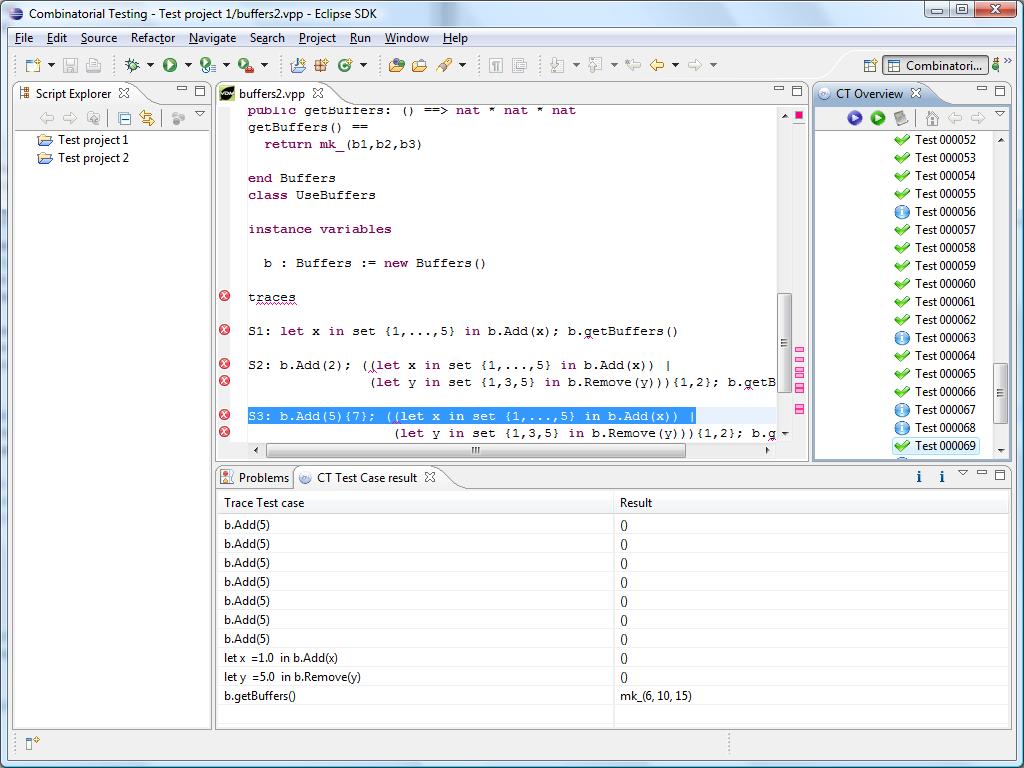 Combinatorial Testing - Test project 1/buffers2.vpp - Eclipse SDK
File Edit Source Refactor Navigate Search Project Run Window Help
Combinatori...
Script Explorer
Test project 1
Test project 2
buffers2.vpp
public getBuffers: () ==> nat * nat * nat
getBuffers() ==
return mk_(b1,b2,b3)
end Buffers
class UseBuffers
instance variables
b : Buffers := new Buffers()
traces
S1: let x in set {1,...,5} in b.Add(x); b.getBuffers()
S2: b.Add(2); ((let x in set {1,...,5} in b.Add(x)) |
(let y in set {1,3,5} in b.Remove(y))){1,2}; b.getB
S3: b.Add(5){7}; ((let x in set {1,...,5} in b.Add(x)) |
(let y in set {1,3,5} in b.Remove(y))){1,2}; b.g
CT Overview
Test 000052
Test 000053
Test 000054
Test 000055
Test 000056
Test 000057
Test 000058
Test 000059
Test 000060
Test 000061
Test 000062
Test 000063
Test 000064
Test 000065
Test 000066
Test 000067
Test 000068
Test 000069
Problems CT Test Case result
Trace Test case Result
b.Add(5) ()
b.Add(5) ()
b.Add(5) ()
b.Add(5) ()
b.Add(5) ()
b.Add(5) ()
b.Add(5) ()
let x =1.0 in b.Add(x) ()
let y =5.0 in b.Remove(y) ()
b.getBuffers() mk_(6, 10, 15)